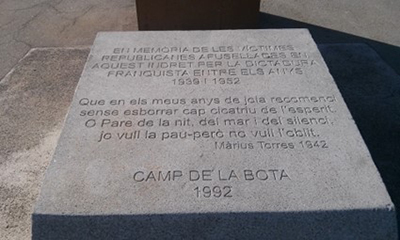 EN MEMORIA DE LES VICTIMES
REPUBLICANES AFUSELLADES EN
AQUEST INDRET PER LA DICTADURA
FRANQUISTA ENTRE ELS ANYS
1939 I 1952
Que en els meus anys de joia recomenci
sense esborrar cap cicatriu de l'esperit.
O Pare de la nit, del mar i del silenci,
jo vull la pau-però no vull l'oblit.
Màrius Torres 1942
CAMP DE LA BOTA
1992